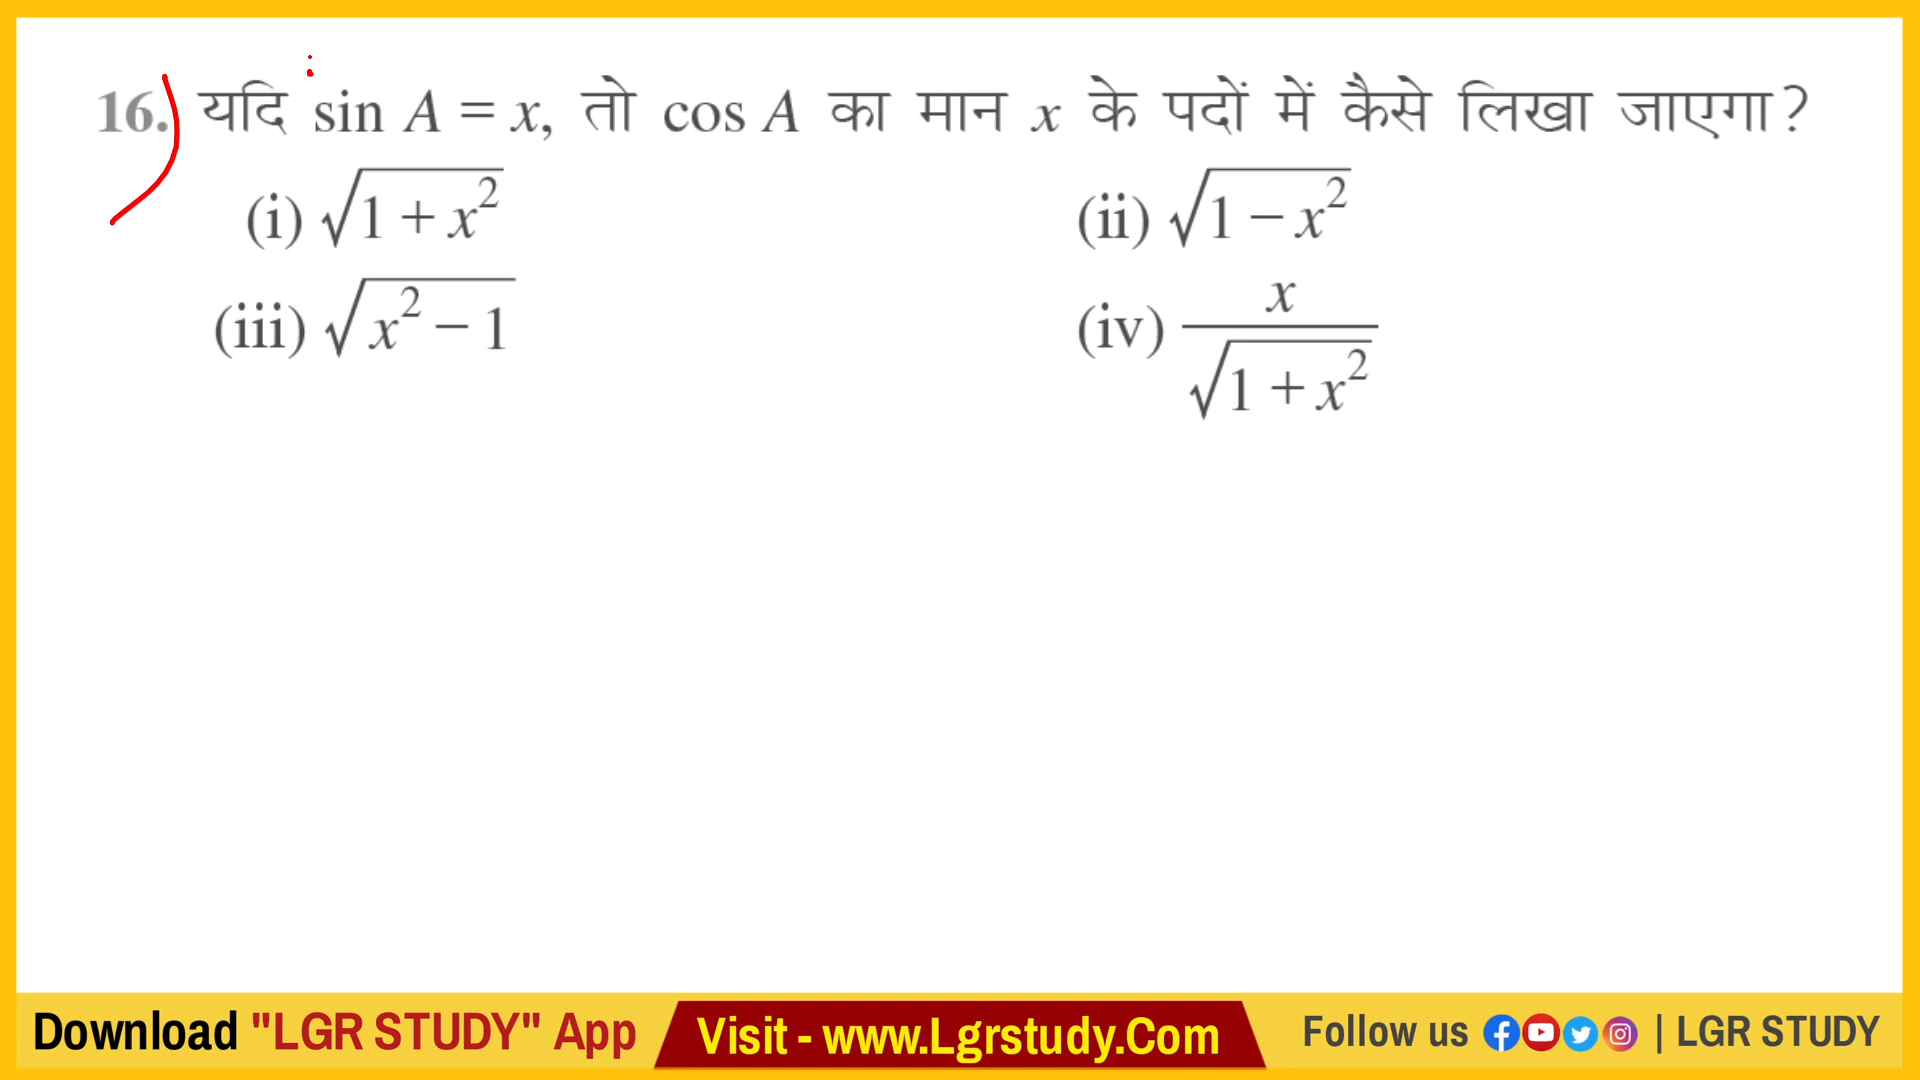 16. यदि sin A = x, तो cos A का मान x के पदों में कैसे लिखा जाएगा?
(i) √(1 + x²) (ii) √(1 − x²)
(iii) √(x² − 1) (iv) x/√(1 + x²)
Download "LGR STUDY" App Visit - www.Lgrstudy.Com Follow us | LGR STUDY